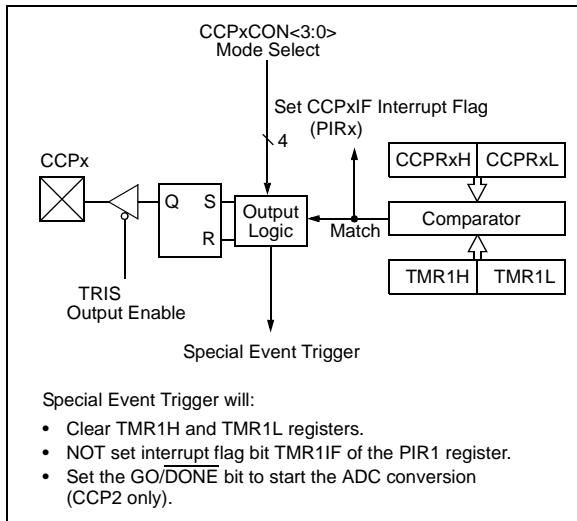 CCPxCON<3:0>
Mode Select
Set CCPxIF Interrupt Flag
(PIRx)
4
CCPx
CCPRxH CCPRxL
Q S
Output
Logic
Comparator
R
Match
TRIS
Output Enable
TMR1H TMR1L
Special Event Trigger
Special Event Trigger will:
• Clear TMR1H and TMR1L registers.
• NOT set interrupt flag bit TMR1IF of the PIR1 register.
• Set the GO/DONE bit to start the ADC conversion
(CCP2 only).